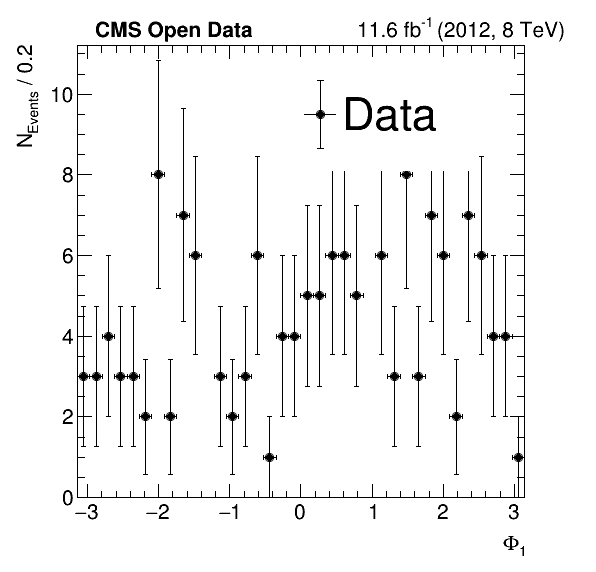 CMS Open Data 11.6 fb⁻¹ (2012, 8 TeV)
N_Events / 0.2
Data
10
8
6
4
2
0
−3 −2 −1 0 1 2 3
Φ₁